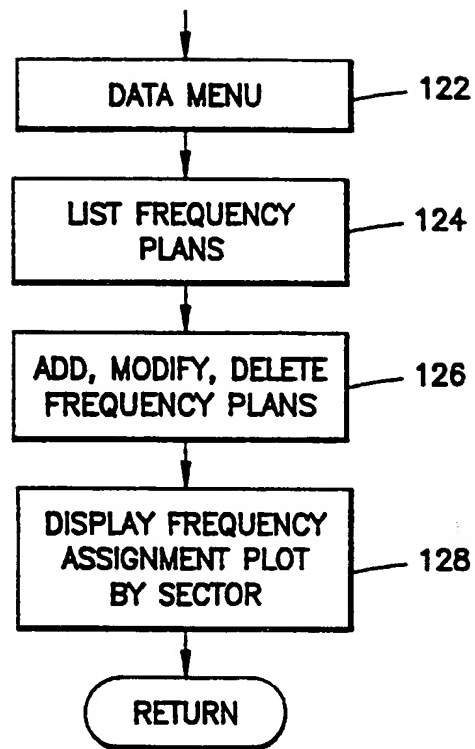 DATA MENU
122
LIST FREQUENCY
PLANS
124
ADD, MODIFY, DELETE
FREQUENCY PLANS
126
DISPLAY FREQUENCY
ASSIGNMENT PLOT
BY SECTOR
128
RETURN